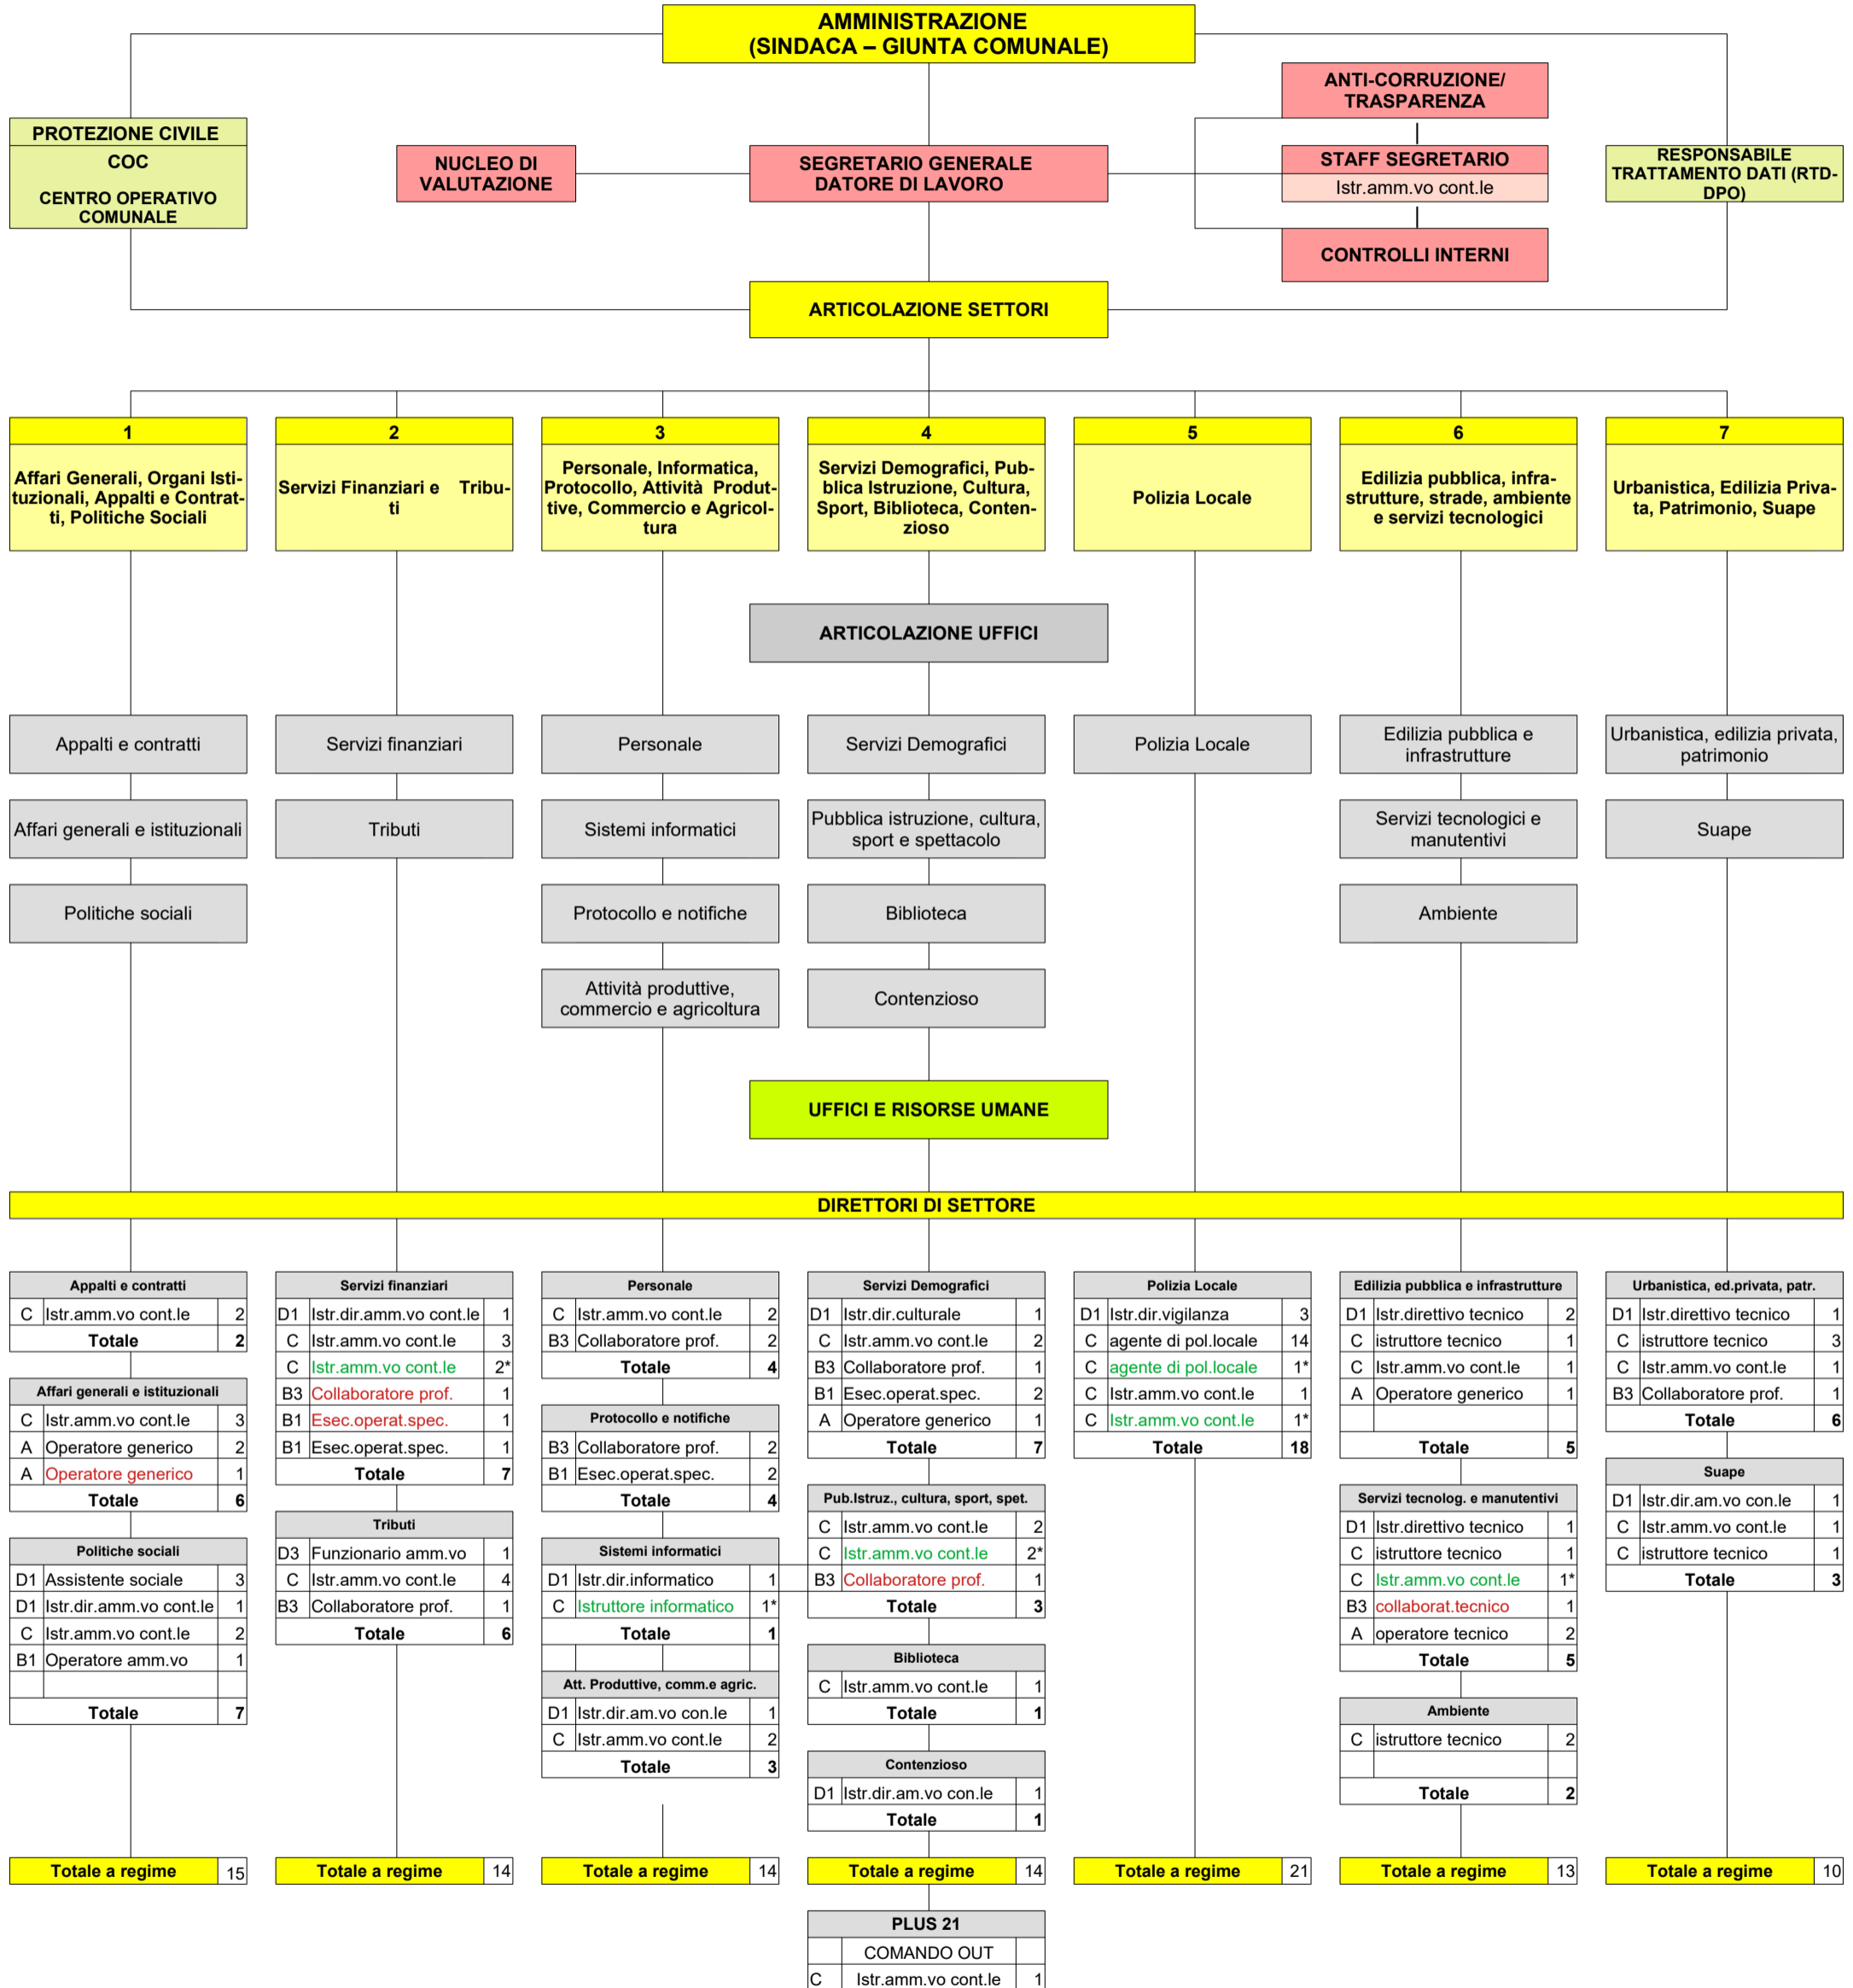 AMMINISTRAZIONE
(SINDACA – GIUNTA COMUNALE)
ANTI-CORRUZIONE/
TRASPARENZA
PROTEZIONE CIVILE
COC
CENTRO OPERATIVO
COMUNALE
NUCLEO DI
VALUTAZIONE
SEGRETARIO GENERALE
DATORE DI LAVORO
STAFF SEGRETARIO
Istr.amm.vo cont.le
RESPONSABILE
TRATTAMENTO DATI (RTD-
DPO)
CONTROLLI INTERNI
ARTICOLAZIONE SETTORI
1
Affari Generali, Organi Isti-
tuzionali, Appalti e Contrat-
ti, Politiche Sociali
2
Servizi Finanziari e Tribu-
ti
3
Personale, Informatica,
Protocollo, Attività Produt-
tive, Commercio e Agricol-
tura
4
Servizi Demografici, Pub-
blica Istruzione, Cultura,
Sport, Biblioteca, Conten-
zioso
5
Polizia Locale
6
Edilizia pubblica, infra-
strutture, strade, ambiente
e servizi tecnologici
7
Urbanistica, Edilizia Priva-
ta, Patrimonio, Suape
ARTICOLAZIONE UFFICI
Appalti e contratti
Affari generali e istituzionali
Politiche sociali
Servizi finanziari
Tributi
Personale
Sistemi informatici
Protocollo e notifiche
Attività produttive,
commercio e agricoltura
Servizi Demografici
Pubblica istruzione, cultura,
sport e spettacolo
Biblioteca
Contenzioso
Polizia Locale
Edilizia pubblica e
infrastrutture
Servizi tecnologici e
manutentivi
Ambiente
Urbanistica, edilizia privata,
patrimonio
Suape
UFFICI E RISORSE UMANE
DIRETTORI DI SETTORE
Appalti e contratti
C Istr.amm.vo cont.le 2
Totale 2
Affari generali e istituzionali
C Istr.amm.vo cont.le 3
A Operatore generico 2
A Operatore generico 1
Totale 6
Politiche sociali
D1 Assistente sociale 3
D1 Istr.dir.amm.vo cont.le 1
C Istr.amm.vo cont.le 2
B1 Operatore amm.vo 1
Totale 7
Totale a regime 15
Servizi finanziari
D1 Istr.dir.amm.vo cont.le 1
C Istr.amm.vo cont.le 3
C Istr.amm.vo cont.le 2*
B3 Collaboratore prof. 1
B1 Esec.operat.spec. 1
B1 Esec.operat.spec. 1
Totale 7
Tributi
D3 Funzionario amm.vo 1
C Istr.amm.vo cont.le 4
B3 Collaboratore prof. 1
Totale 6
Totale a regime 14
Personale
C Istr.amm.vo cont.le 2
B3 Collaboratore prof. 2
Totale 4
Protocollo e notifiche
B3 Collaboratore prof. 2
B1 Esec.operat.spec. 2
Totale 4
Sistemi informatici
D1 Istr.dir.informatico 1
C Istruttore informatico 1*
Totale 1
Att. Produttive, comm.e agric.
D1 Istr.dir.am.vo con.le 1
C Istr.amm.vo cont.le 2
Totale 3
Totale a regime 14
Servizi Demografici
D1 Istr.dir.culturale 1
C Istr.amm.vo cont.le 2
B3 Collaboratore prof. 1
B1 Esec.operat.spec. 2
A Operatore generico 1
Totale 7
Pub.Istruz., cultura, sport, spet.
C Istr.amm.vo cont.le 2
C Istr.amm.vo cont.le 2*
B3 Collaboratore prof. 1
Totale 3
Biblioteca
C Istr.amm.vo cont.le 1
Totale 1
Contenzioso
D1 Istr.dir.am.vo con.le 1
Totale 1
Totale a regime 14
PLUS 21
COMANDO OUT
C Istr.amm.vo cont.le 1
Polizia Locale
D1 Istr.dir.vigilanza 3
C agente di pol.locale 14
C agente di pol.locale 1*
C Istr.amm.vo cont.le 1
C Istr.amm.vo cont.le 1*
Totale 18
Totale a regime 21
Edilizia pubblica e infrastrutture
D1 Istr.direttivo tecnico 2
C istruttore tecnico 1
C Istr.amm.vo cont.le 1
A Operatore generico 1
Totale 5
Servizi tecnolog. e manutentivi
D1 Istr.direttivo tecnico 1
C istruttore tecnico 1
C Istr.amm.vo cont.le 1*
B3 collaborat.tecnico 1
A operatore tecnico 2
Totale 5
Ambiente
C istruttore tecnico 2
Totale 2
Totale a regime 13
Urbanistica, ed.privata, patr.
D1 Istr.direttivo tecnico 1
C istruttore tecnico 3
C Istr.amm.vo cont.le 1
B3 Collaboratore prof. 1
Totale 6
Suape
D1 Istr.dir.am.vo con.le 1
C Istr.amm.vo cont.le 1
C istruttore tecnico 1
Totale 3
Totale a regime 10